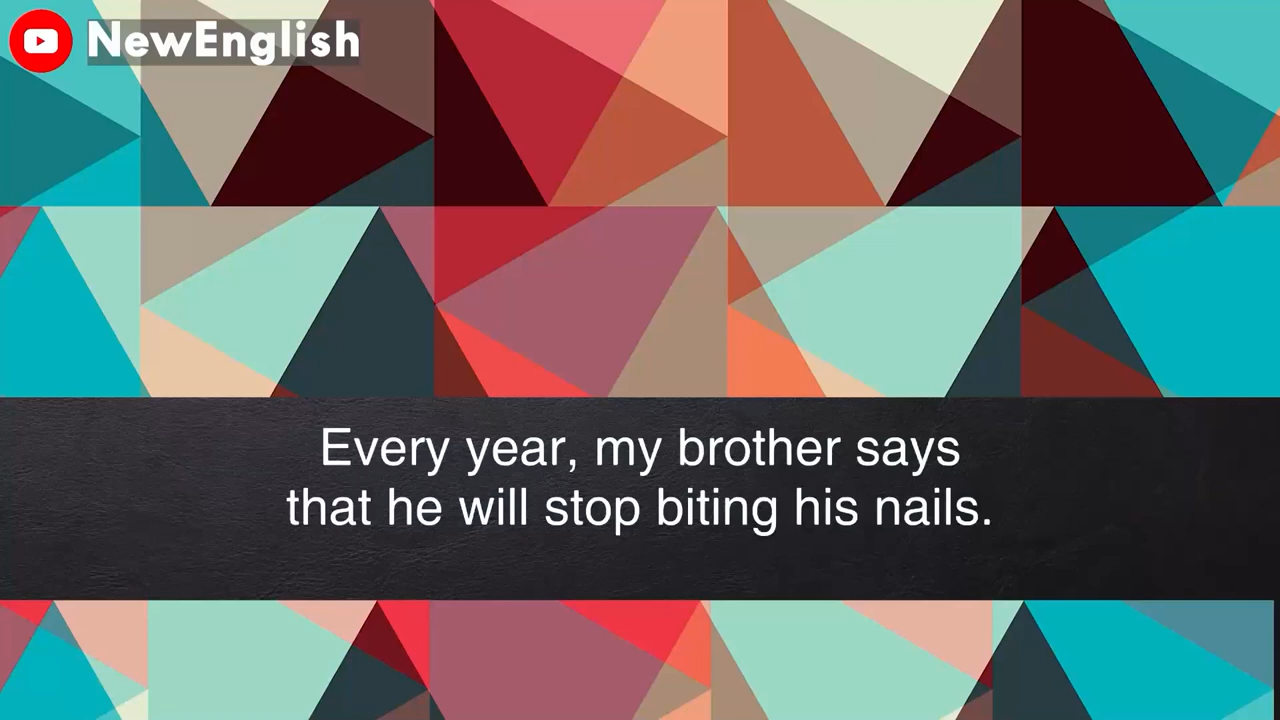 NewEnglish
Every year, my brother says
that he will stop biting his nails.